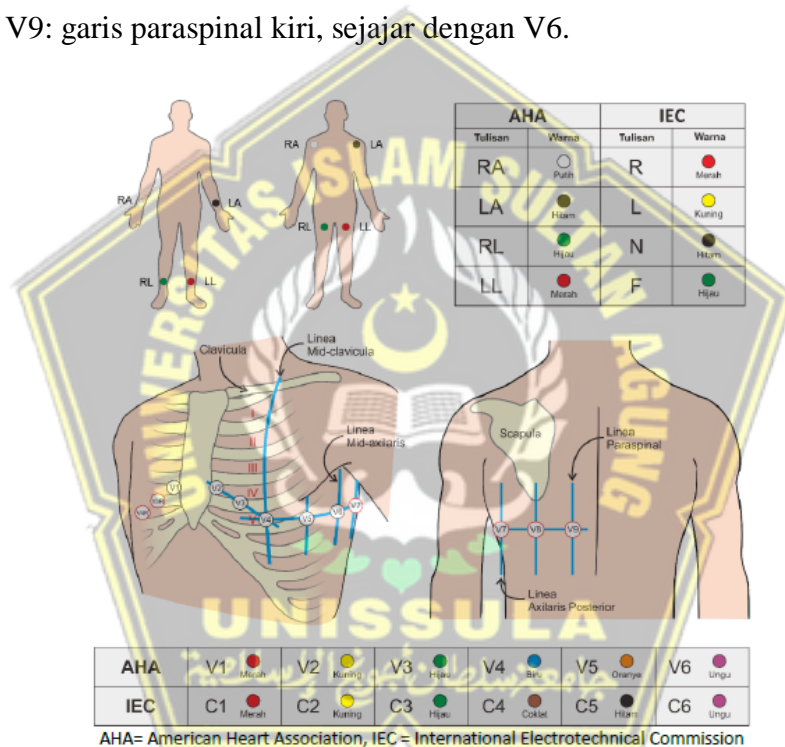 V9: garis paraspinal kiri, sejajar dengan V6.
RA LA
RA LA
RL LL
RL LL
AHA IEC
Tulisan Warna Tulisan Warna
RA Putih R Merah
LA Hitam L Kuning
RL Hijau N Hitam
LL Merah F Hijau
UNIVERSITAS ISLAM SULTAN AGUNG
Clavicula
Linea
Mid-clavicula
Linea
Mid-axilaris
I
II
III
IV
V
V1 V2 V3 V4 V5 V6 V7
Scapula
Linea
Paraspinal
V7 V8 V9
Linea
Axilaris Posterior
UNISSULA
AHA V1 Merah V2 Kuning V3 Hijau V4 Biru V5 Oranye V6 Ungu
IEC C1 Merah C2 Kuning C3 Hijau C4 Coklat C5 Hitam C6 Ungu
AHA= American Heart Association, IEC = International Electrotechnical Commission